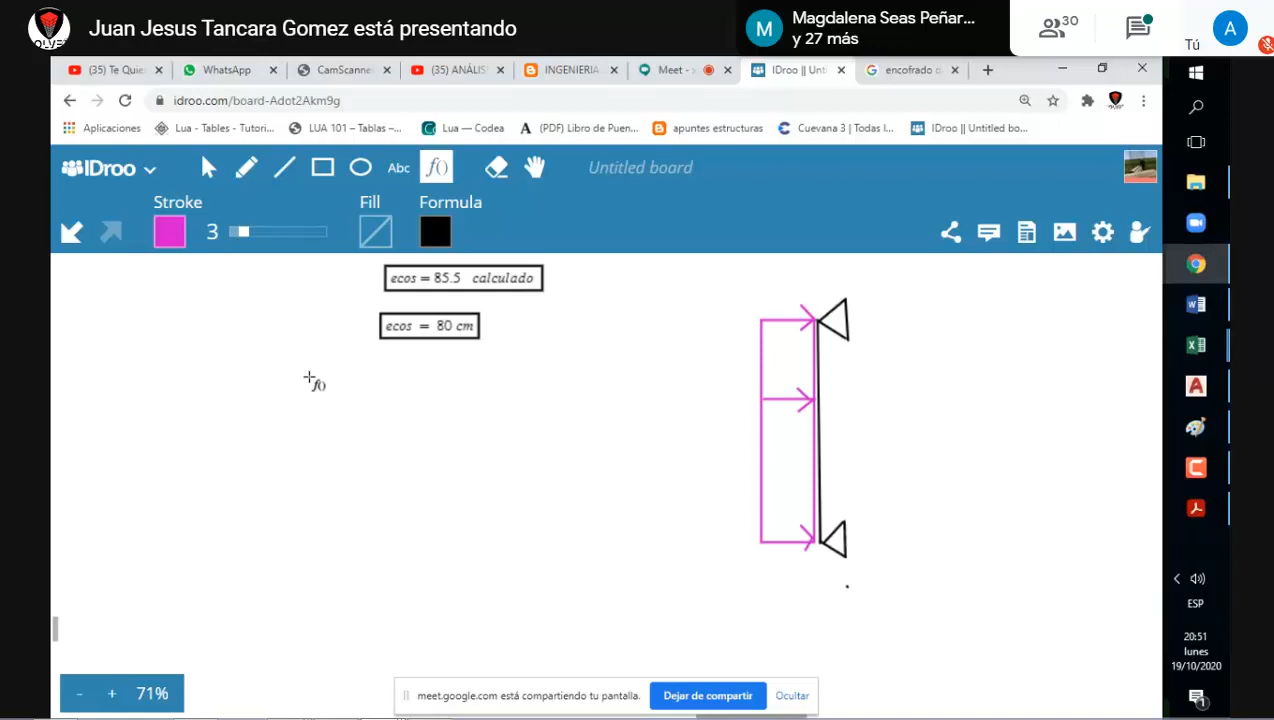 Juan Jesus Tancara Gomez está presentando
M
Magdalena Seas Peñar...
y 27 más
30
A
Tú
(35) Te Quie
WhatsApp
CamScanne
(35) ANÁLIS
INGENIERIA
Meet -
IDroo || Unti
encofrado d
idroo.com/board-Adot2Akm9g
Aplicaciones
Lua - Tables - Tutori...
LUA 101 – Tablas –...
Lua — Codea
(PDF) Libro de Puen...
apuntes estructuras
Cuevana 3 | Todas l...
IDroo || Untitled bo...
IDroo
Abc
f()
Untitled board
Stroke
3
Fill
Formula
ecos = 85.5 calculado
ecos = 80 cm
f()
ESP
20:51
lunes
19/10/2020
1
- + 71%
meet.google.com está compartiendo tu pantalla.
Dejar de compartir
Ocultar